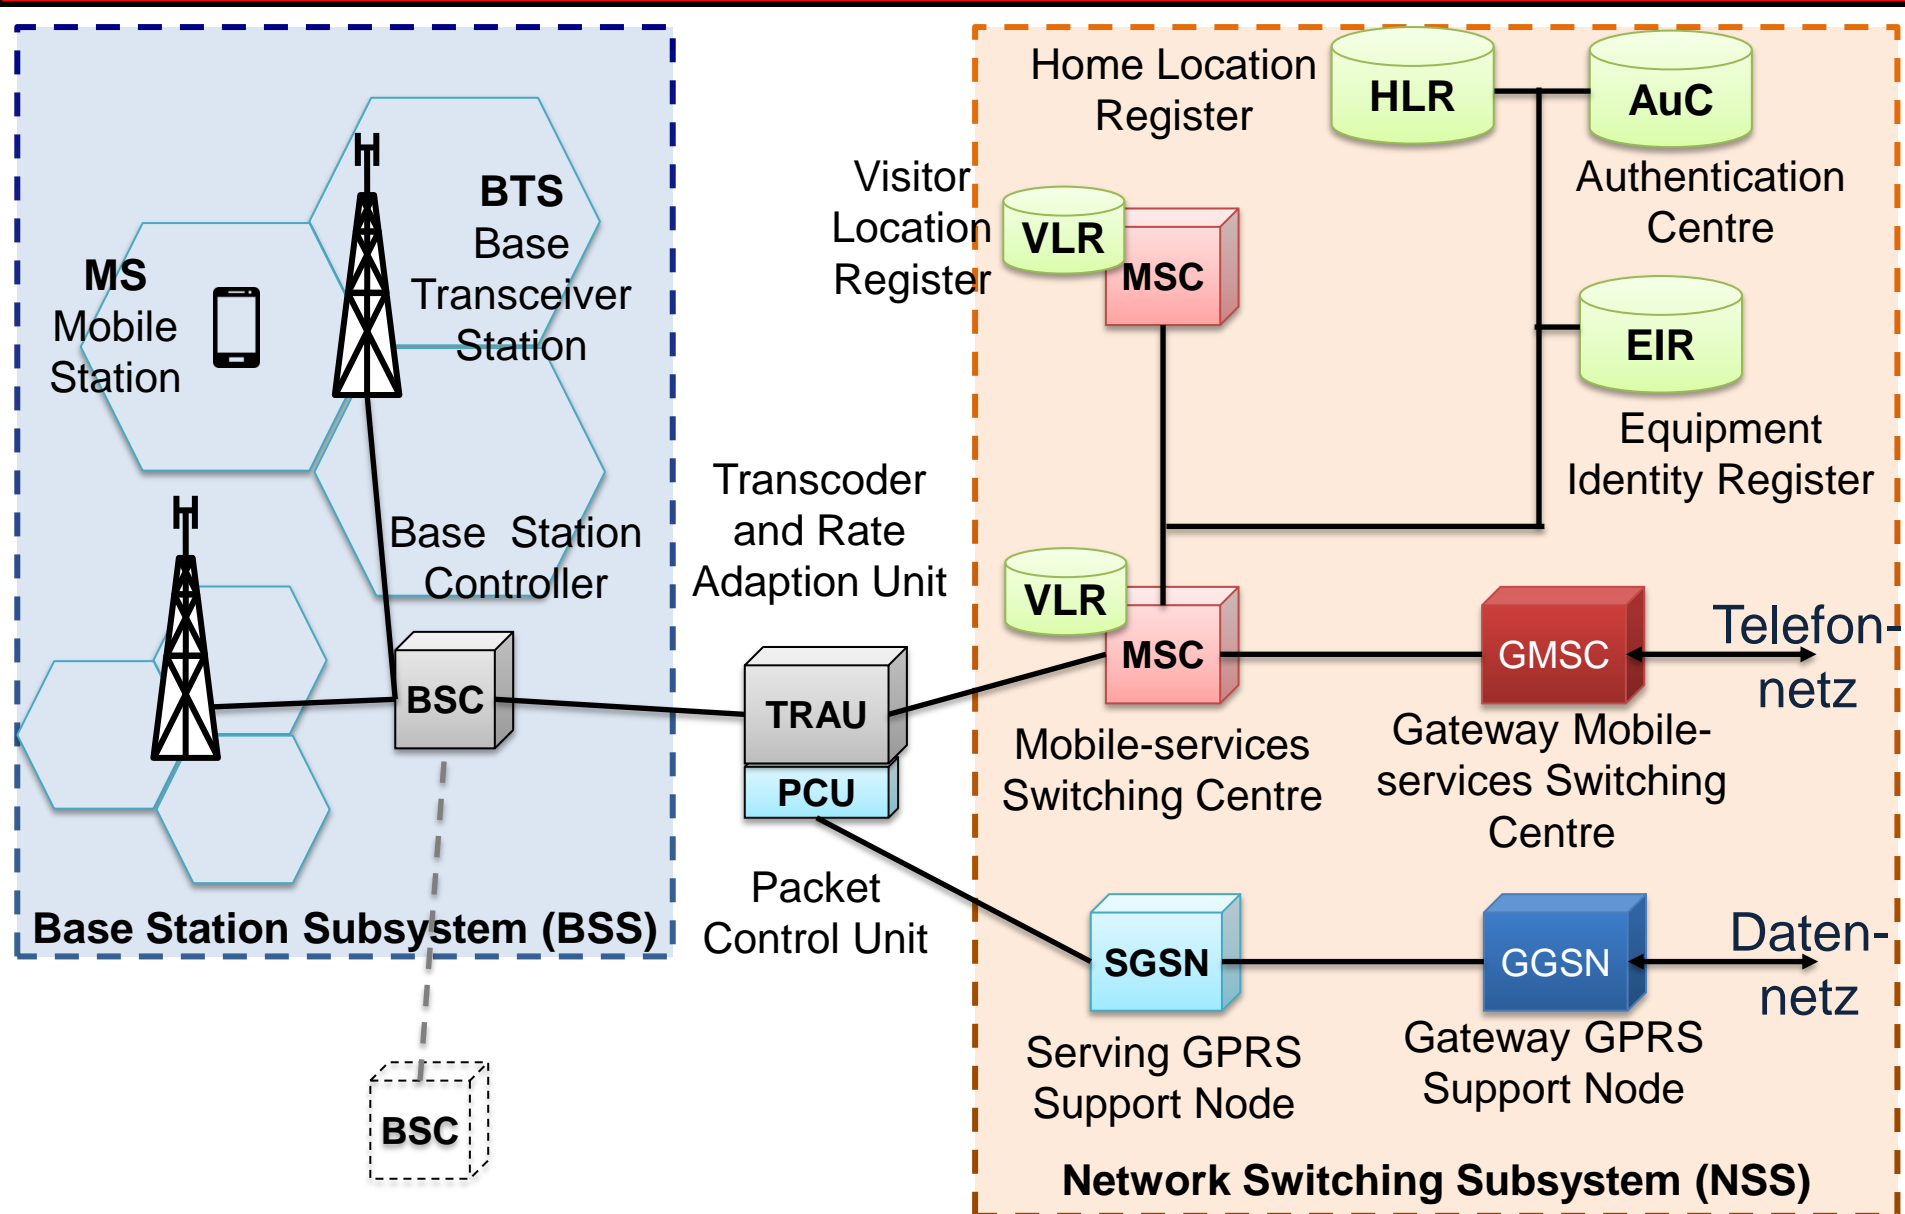 Home Location
Register
HLR
AuC
Authentication
Centre
Visitor
Location
Register
VLR
MSC
EIR
Equipment
Identity Register
BTS
Base
Transceiver
Station
MS
Mobile
Station
Base  Station
Controller
BSC
Transcoder
and Rate
Adaption Unit
TRAU
PCU
Packet
Control Unit
VLR
MSC
Mobile-services
Switching Centre
GMSC
Gateway Mobile-
services Switching
Centre
Telefon-
netz
Base Station Subsystem (BSS)
BSC
SGSN
Serving GPRS
Support Node
GGSN
Gateway GPRS
Support Node
Daten-
netz
Network Switching Subsystem (NSS)